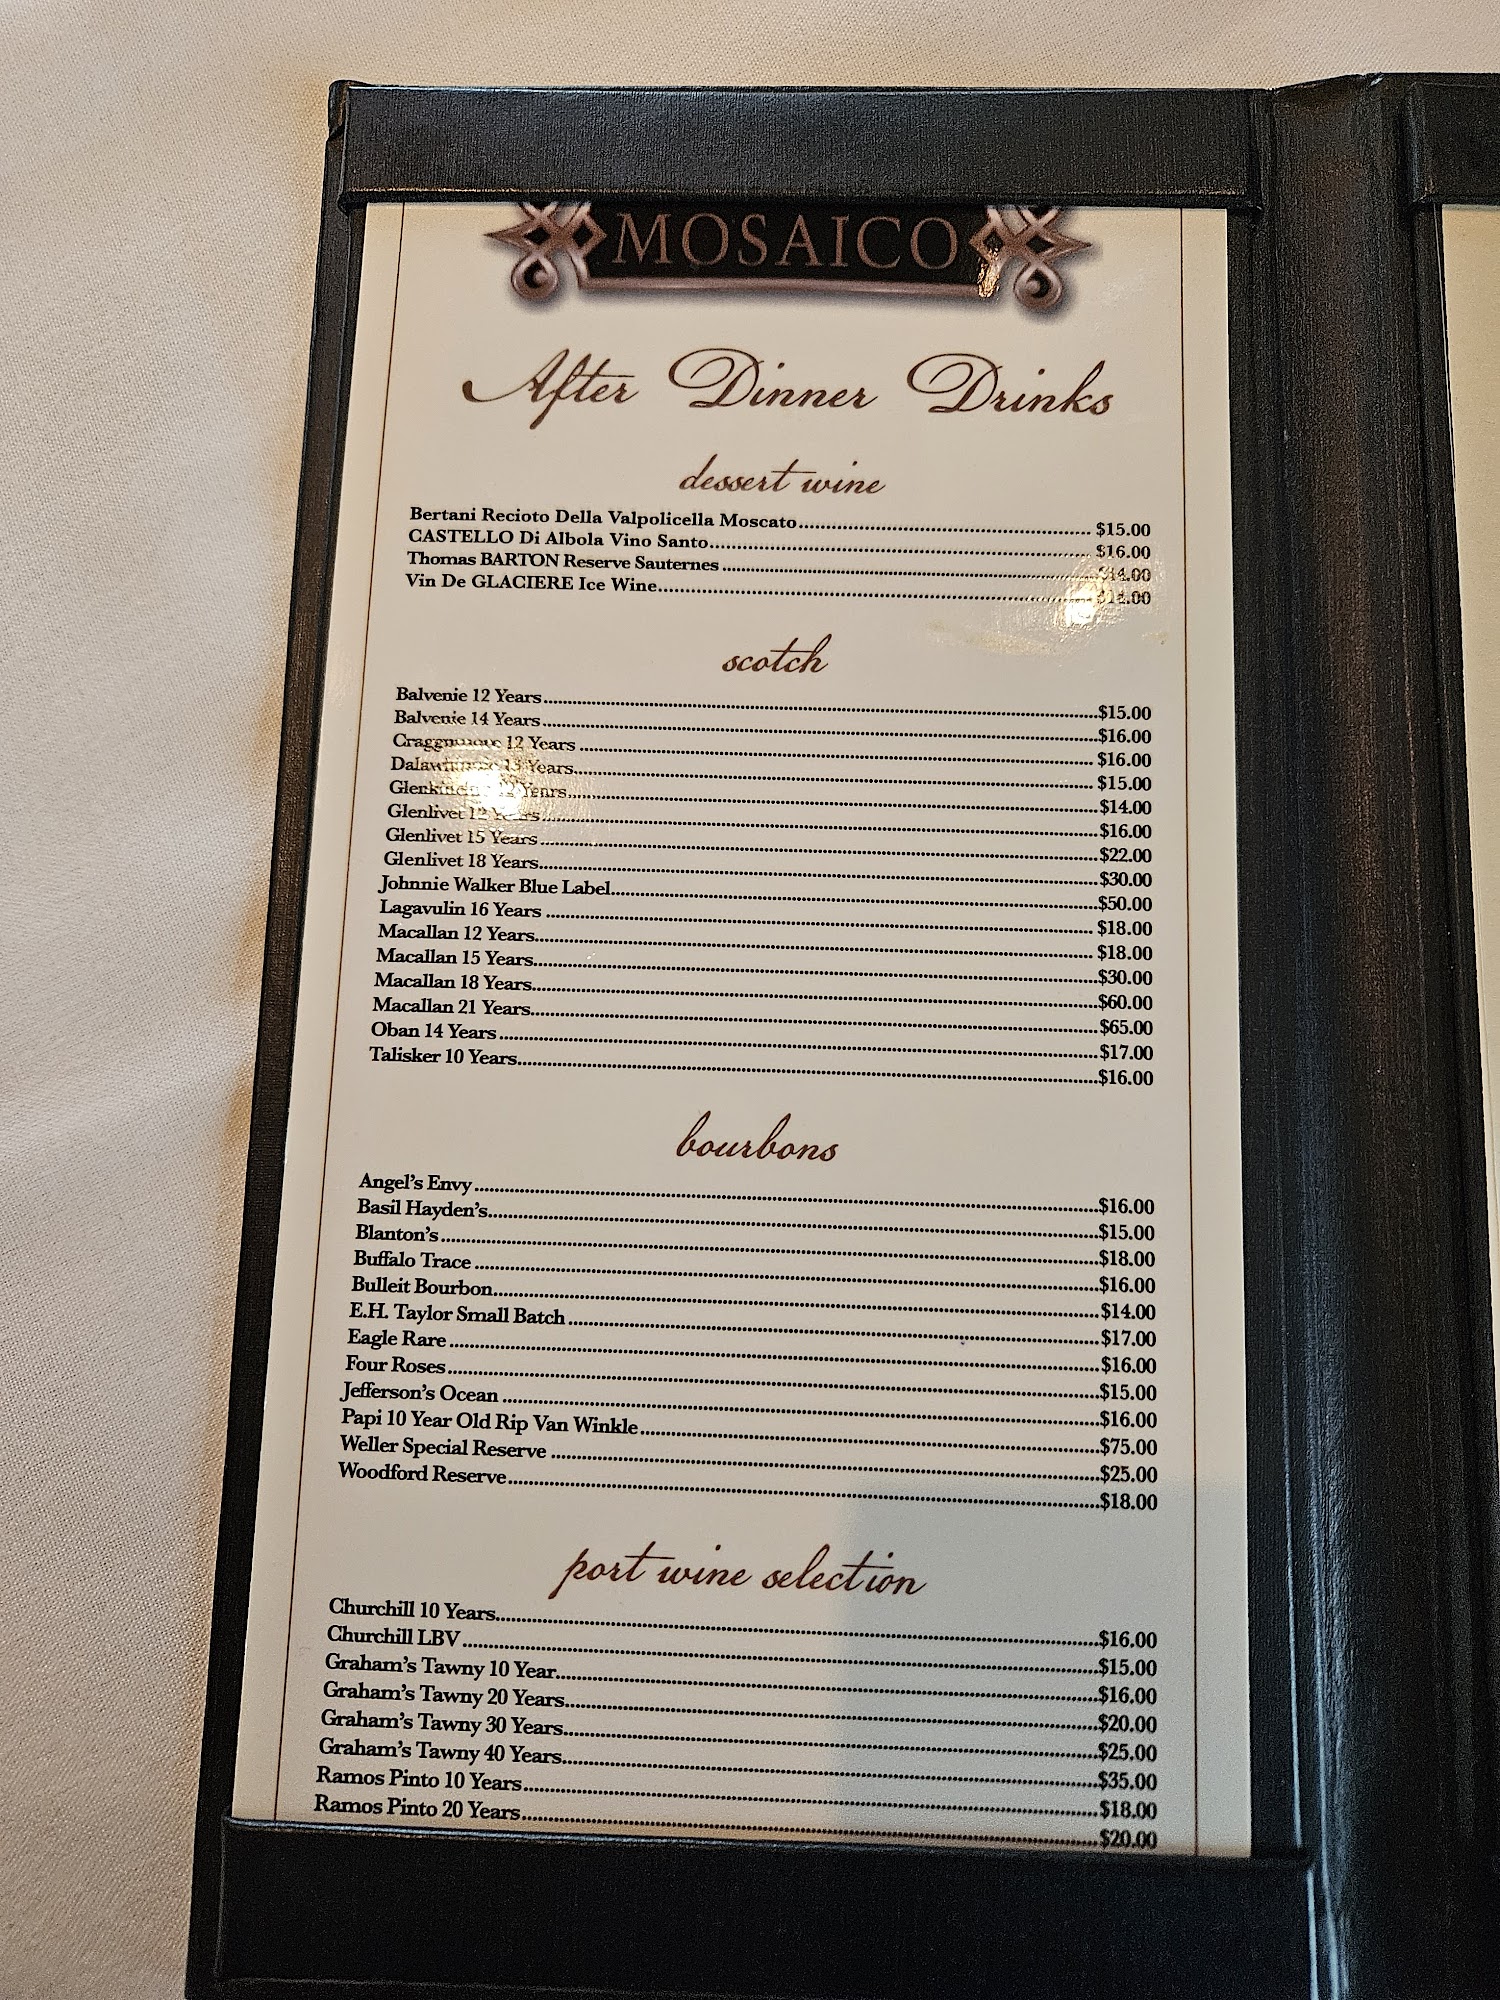 MOSAICO
After Dinner Drinks
dessert wine
Bertani Recioto Della Valpolicella Moscato.......... $15.00
CASTELLO Di Albola Vino Santo.......... $16.00
Thomas BARTON Reserve Sauternes .......... $14.00
Vin De GLACIERE Ice Wine..........
scotch
Balvenie 12 Years..........$15.00
Balvenie 14 Years..........$16.00
Cragganmore 12 Years .......... $16.00
Years.......... $15.00
12 Years..........$14.00
Glenlivet 12 Years..........$16.00
Glenlivet 15 Years..........$22.00
Glenlivet 18 Years..........$30.00
Johnnie Walker Blue Label..........$50.00
Lagavulin 16 Years .......... $18.00
Macallan 12 Years.......... $18.00
Macallan 15 Years..........$30.00
Macallan 18 Years..........$60.00
Macallan 21 Years..........$65.00
Oban 14 Years..........$17.00
Talisker 10 Years..........$16.00
bourbons
Angel's Envy..........$16.00
Basil Hayden's..........$15.00
Blanton's..........$18.00
Buffalo Trace..........$16.00
Bulleit Bourbon..........$14.00
E.H. Taylor Small Batch..........$17.00
Eagle Rare..........$16.00
Four Roses..........$15.00
Jefferson's Ocean..........$16.00
Papi 10 Year Old Rip Van Winkle..........$75.00
Weller Special Reserve..........$25.00
Woodford Reserve..........$18.00
port wine selection
Churchill 10 Years..........$16.00
Churchill LBV..........$15.00
Graham's Tawny 10 Year..........$16.00
Graham's Tawny 20 Years..........$20.00
Graham's Tawny 30 Years..........$25.00
Graham's Tawny 40 Years..........$35.00
Ramos Pinto 10 Years..........$18.00
Ramos Pinto 20 Years..........$20.00